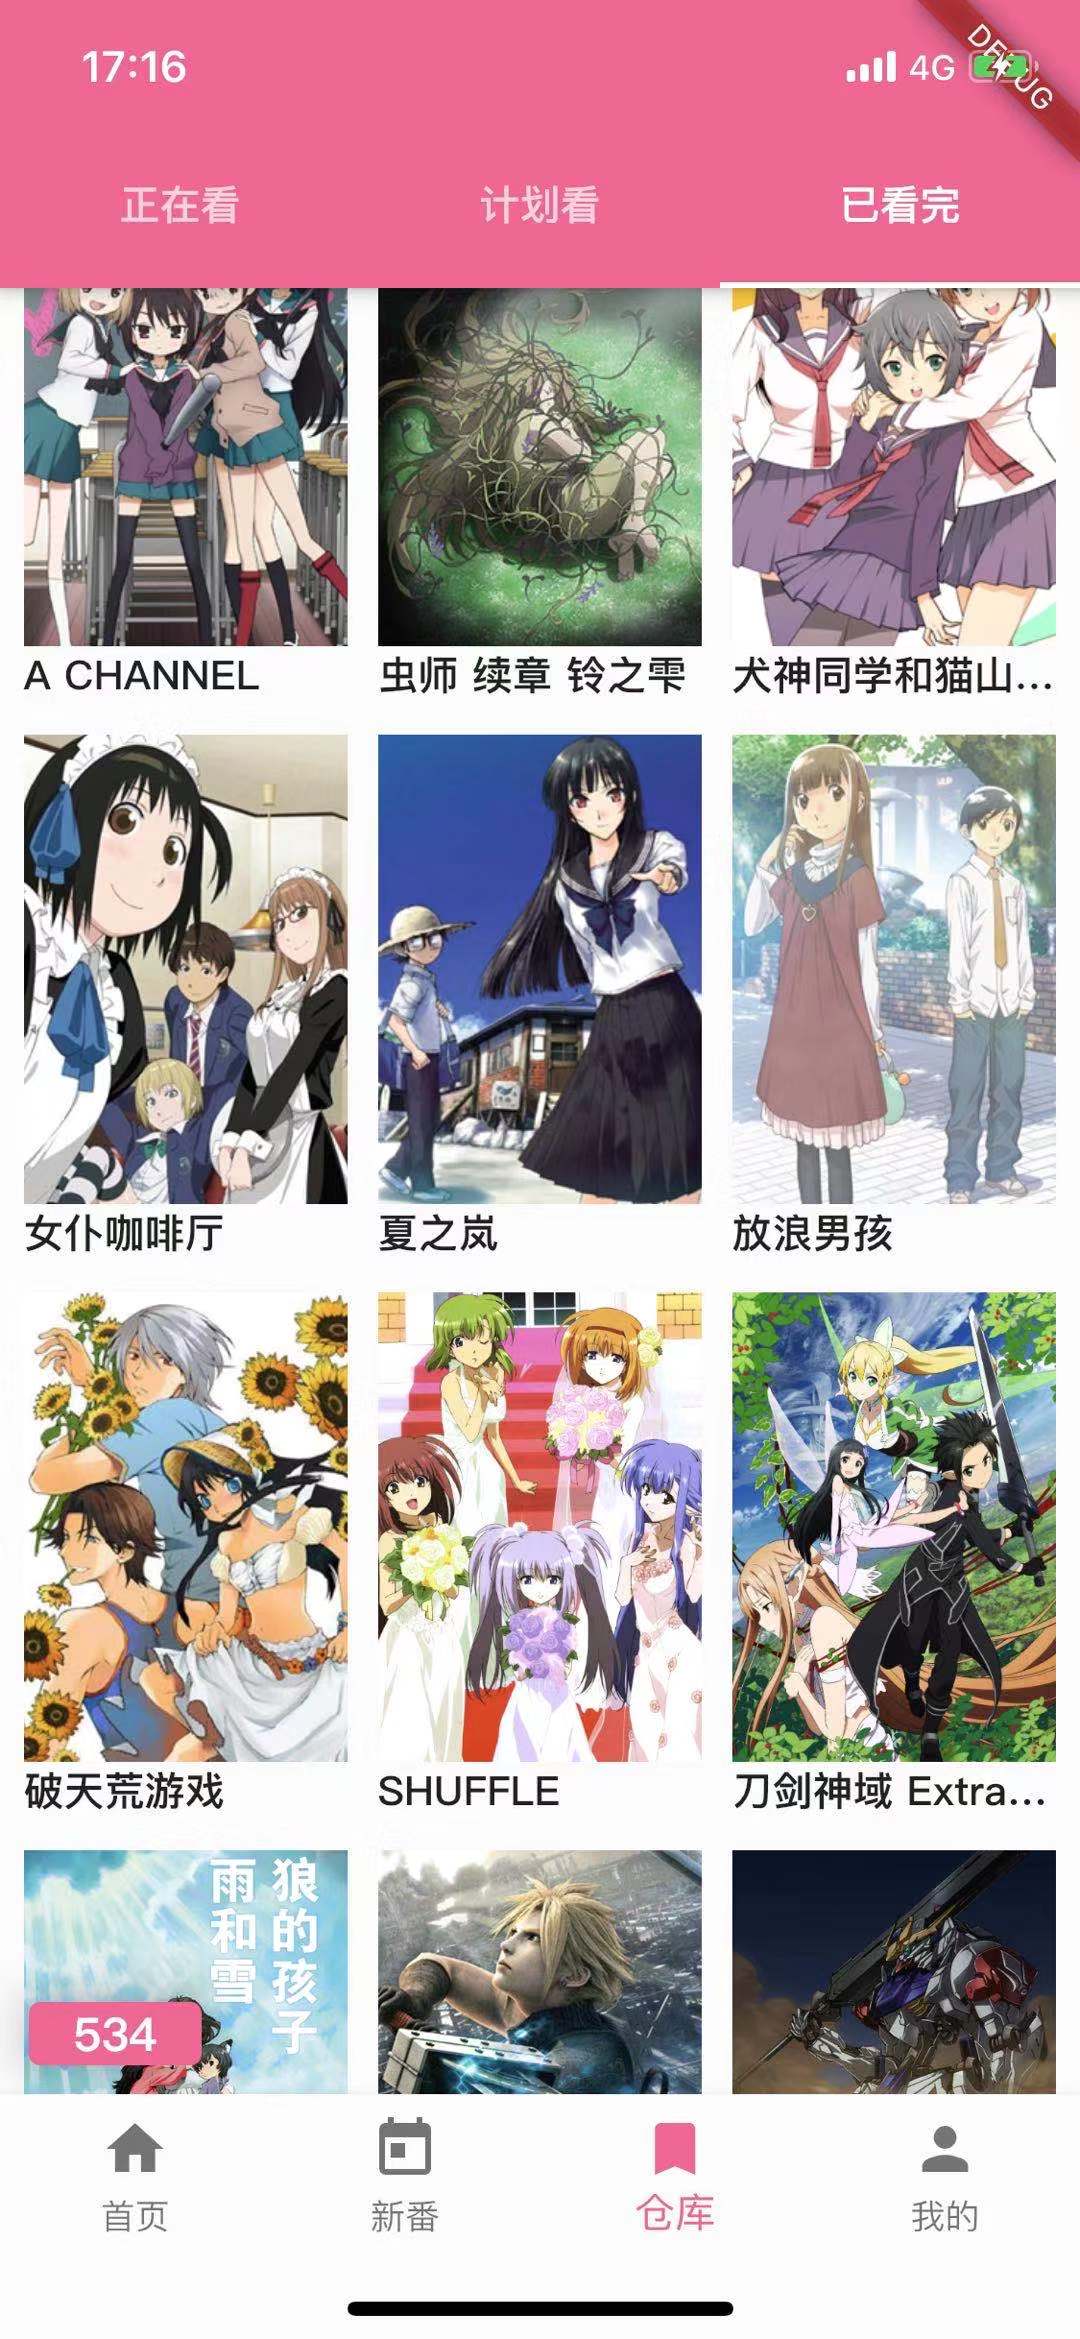 17:16
4G
DEBUG
正在看
计划看
已看完
A CHANNEL
虫师 续章 铃之雫
犬神同学和猫山...
女仆咖啡厅
夏之岚
放浪男孩
破天荒游戏
SHUFFLE
刀剑神域 Extra...
狼的孩子
雨和雪
534
首页
新番
仓库
我的